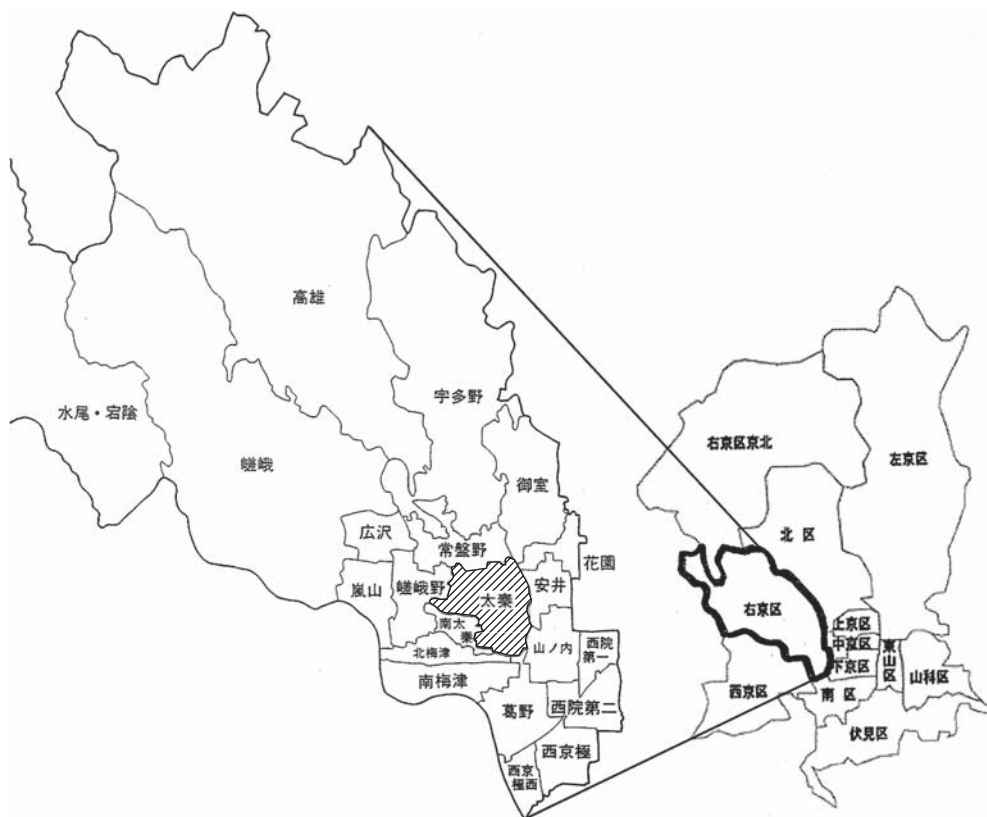 高雄
宇多野
水尾・宕陰
嵯峨
御室
広沢
常盤野
花園
嵐山
嵯峨野
太秦
安井
南太
秦
北梅津
山ノ内
西院
第一
南梅津
葛野
西院第二
西京極
西京
極西
右京区京北
左京区
北区
右京区
上京区
中京区
下京区
東山区
山科区
西京区
南区
伏見区